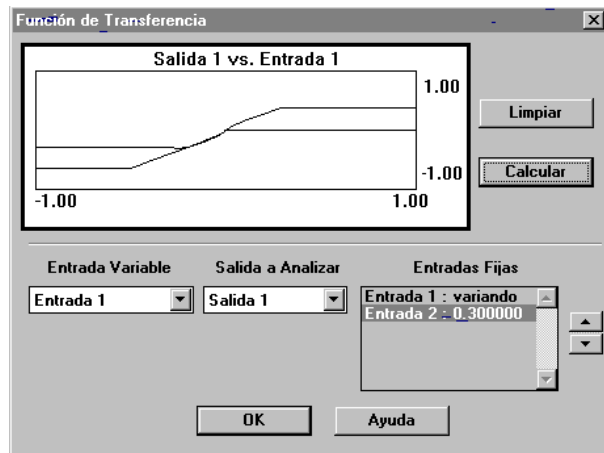 Función de Transferencia
Salida 1 vs. Entrada 1
1.00
-1.00
-1.00
1.00
Limpiar
Calcular
Entrada Variable
Salida a Analizar
Entradas Fijas
Entrada 1
Salida 1
Entrada 1 : variando
Entrada 2 : 0.300000
OK
Ayuda